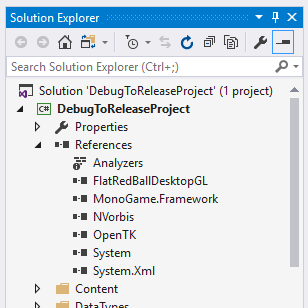 Solution Explorer
Search Solution Explorer (Ctrl+;)
Solution 'DebugToReleaseProject' (1 project)
C# DebugToReleaseProject
Properties
References
Analyzers
FlatRedBallDesktopGL
MonoGame.Framework
NVorbis
OpenTK
System
System.Xml
Content
DataTypes